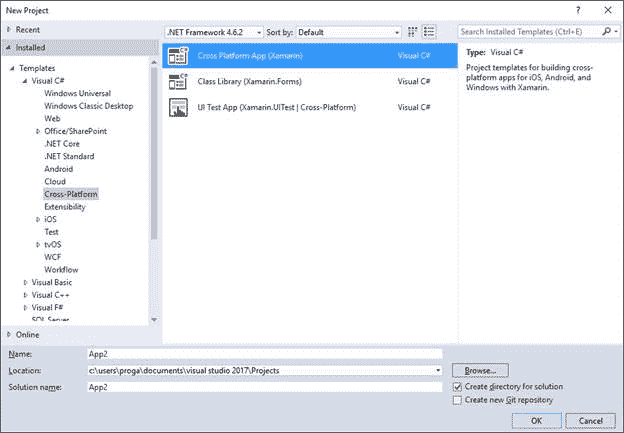 New Project
Recent
Installed
Templates
Visual C#
Windows Universal
Windows Classic Desktop
Web
Office/SharePoint
.NET Core
.NET Standard
Android
Cloud
Cross-Platform
Extensibility
iOS
Test
tvOS
WCF
Workflow
Visual Basic
Visual C++
Visual F#
SQL Server
Online
.NET Framework 4.6.2 Sort by: Default
Cross Platform App (Xamarin) Visual C#
Class Library (Xamarin.Forms) Visual C#
UI Test App (Xamarin.UITest | Cross-Platform) Visual C#
Search Installed Templates (Ctrl+E)
Type: Visual C#
Project templates for building cross-
platform apps for iOS, Android, and
Windows with Xamarin.
Name: App2
Location: c:\users\proga\documents\visual studio 2017\Projects
Solution name: App2
Browse...
Create directory for solution
Create new Git repository
OK Cancel